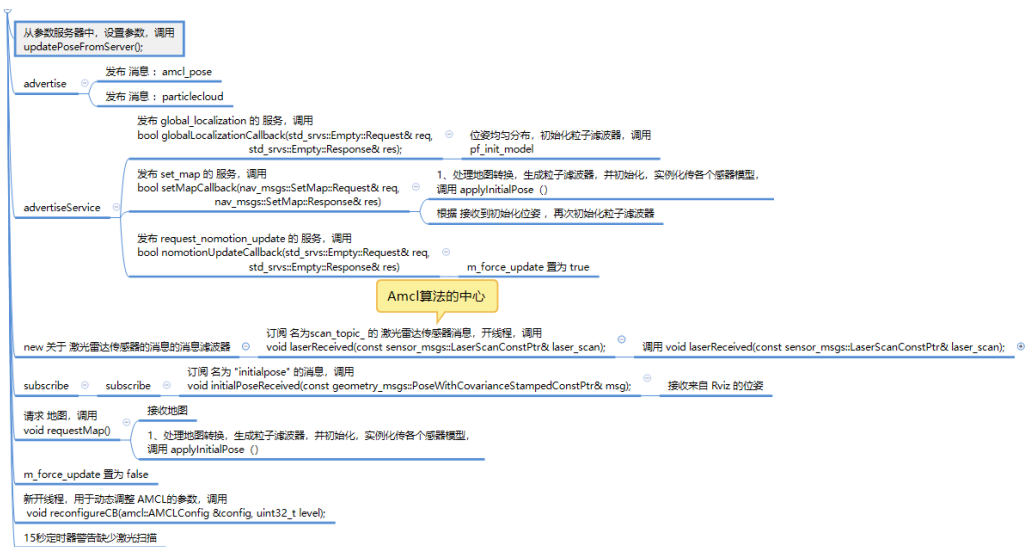 从参数服务器中，设置参数，调用
updatePoseFromServer();
advertise
发布 消息： amcl_pose
发布 消息： particlecloud
advertiseService
发布 global_localization 的 服务，调用
bool globalLocalizationCallback(std_srvs::Empty::Request& req,
std_srvs::Empty::Response& res);
位姿均匀分布，初始化粒子滤波器，调用
pf_init_model
发布 set_map 的 服务，调用
bool setMapCallback(nav_msgs::SetMap::Request& req,
nav_msgs::SetMap::Response& res)
1、处理地图转换，生成粒子滤波器，并初始化，实例化传各个感器模型，
调用 applyInitialPose（）
根据 接收到初始化位姿 ，再次初始化粒子滤波器
发布 request_nomotion_update 的 服务，调用
bool nomotionUpdateCallback(std_srvs::Empty::Request& req,
std_srvs::Empty::Response& res)
m_force_update 置为 true
Amcl算法的中心
new 关于 激光雷达传感器的消息的消息滤波器
订阅 名为scan_topic_ 的 激光雷达传感器消息，开线程，调用
void laserReceived(const sensor_msgs::LaserScanConstPtr& laser_scan);
调用 void laserReceived(const sensor_msgs::LaserScanConstPtr& laser_scan);
subscribe
subscribe
订阅 名为 "initialpose" 的消息，调用
void initialPoseReceived(const geometry_msgs::PoseWithCovarianceStampedConstPtr& msg);
接收来自 Rviz 的位姿
请求 地图，调用
void requestMap()
接收地图
1、处理地图转换，生成粒子滤波器，并初始化，实例化传各个感器模型，
调用 applyInitialPose（）
m_force_update 置为 false
新开线程，用于动态调整 AMCL的参数，调用
void reconfigureCB(amcl::AMCLConfig &config, uint32_t level);
15秒定时器警告缺少激光扫描